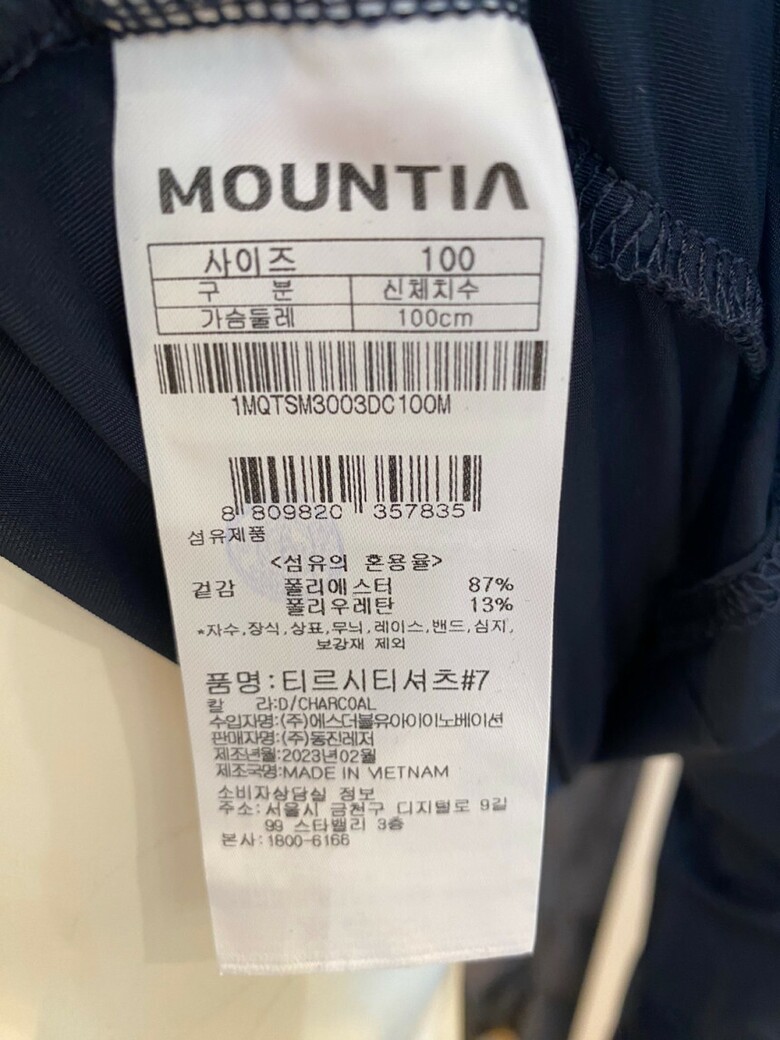 MOUNTIA
사이즈 100
구 분 신체치수
가슴둘레 100cm
1MQTSM3003DC100M
8 809820 357835
섬유제품
<섬유의 혼용율>
겉감 폴리에스터 87%
폴리우레탄 13%
*자수,장식,상표,무늬,레이스,밴드,심지,
보강재 제외
품명:티르시티셔츠#7
칼 라:D/CHARCOAL
수입자명:(주)에스더블유아이이노베이션
판매자명:(주)동진레저
제조년월:2023년02월
제조국명:MADE IN VIETNAM
소비자상담실 정보
주소:서울시 금천구 디지털로 9길
99 스타밸리 3층
본사:1800-6166